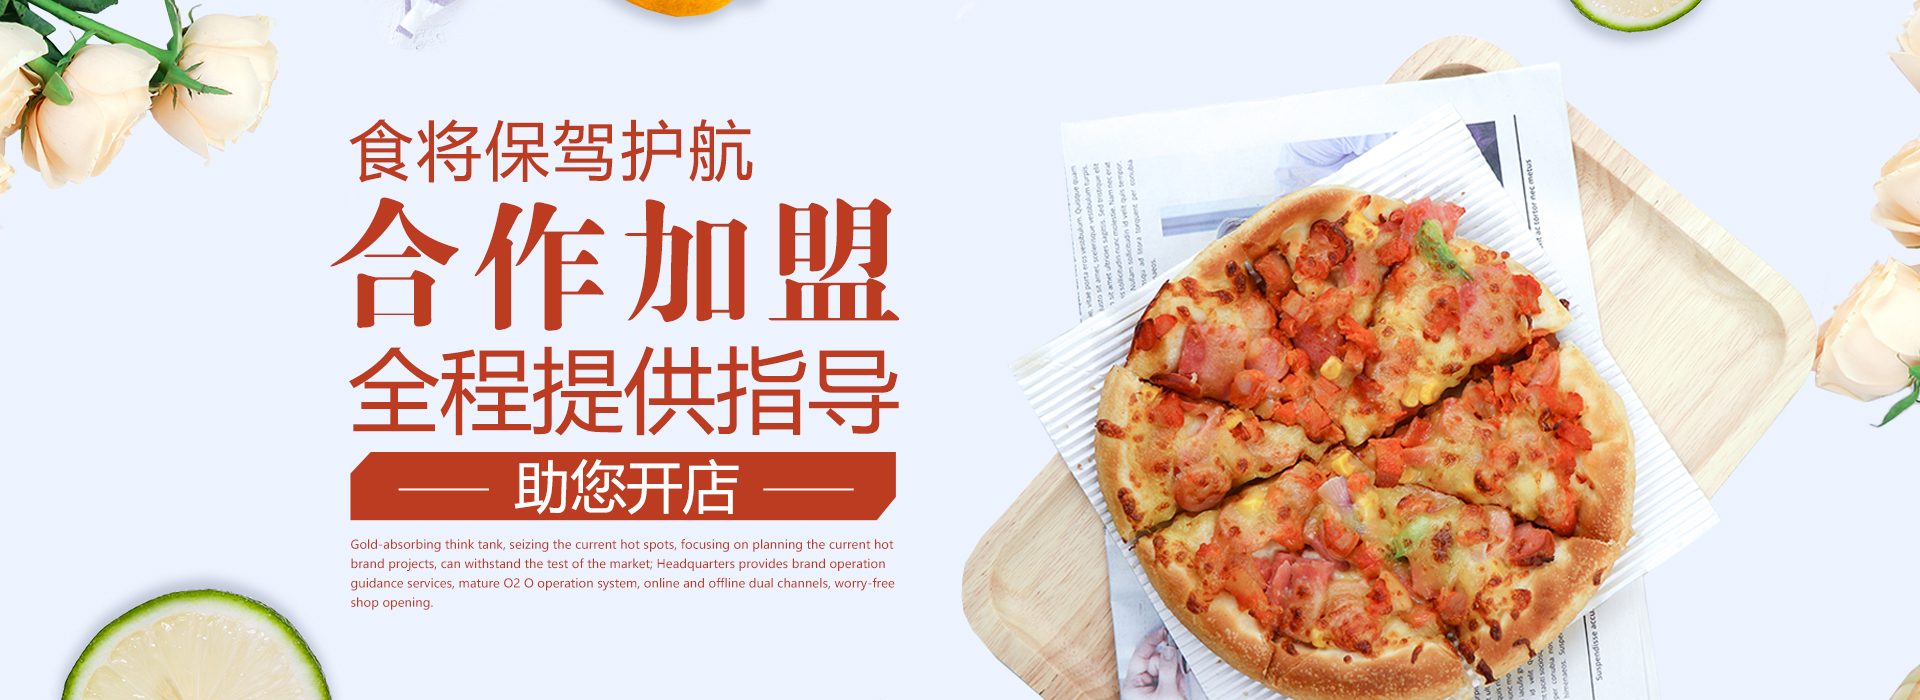 食将保驾护航
合作加盟
全程提供指导
助您开店
Gold-absorbing think tank, seizing the current hot spots, focusing on planning the current hot
brand projects, can withstand the test of the market; Headquarters provides brand operation
guidance services, mature O2 O operation system, online and offline dual channels, worry-free
shop opening.